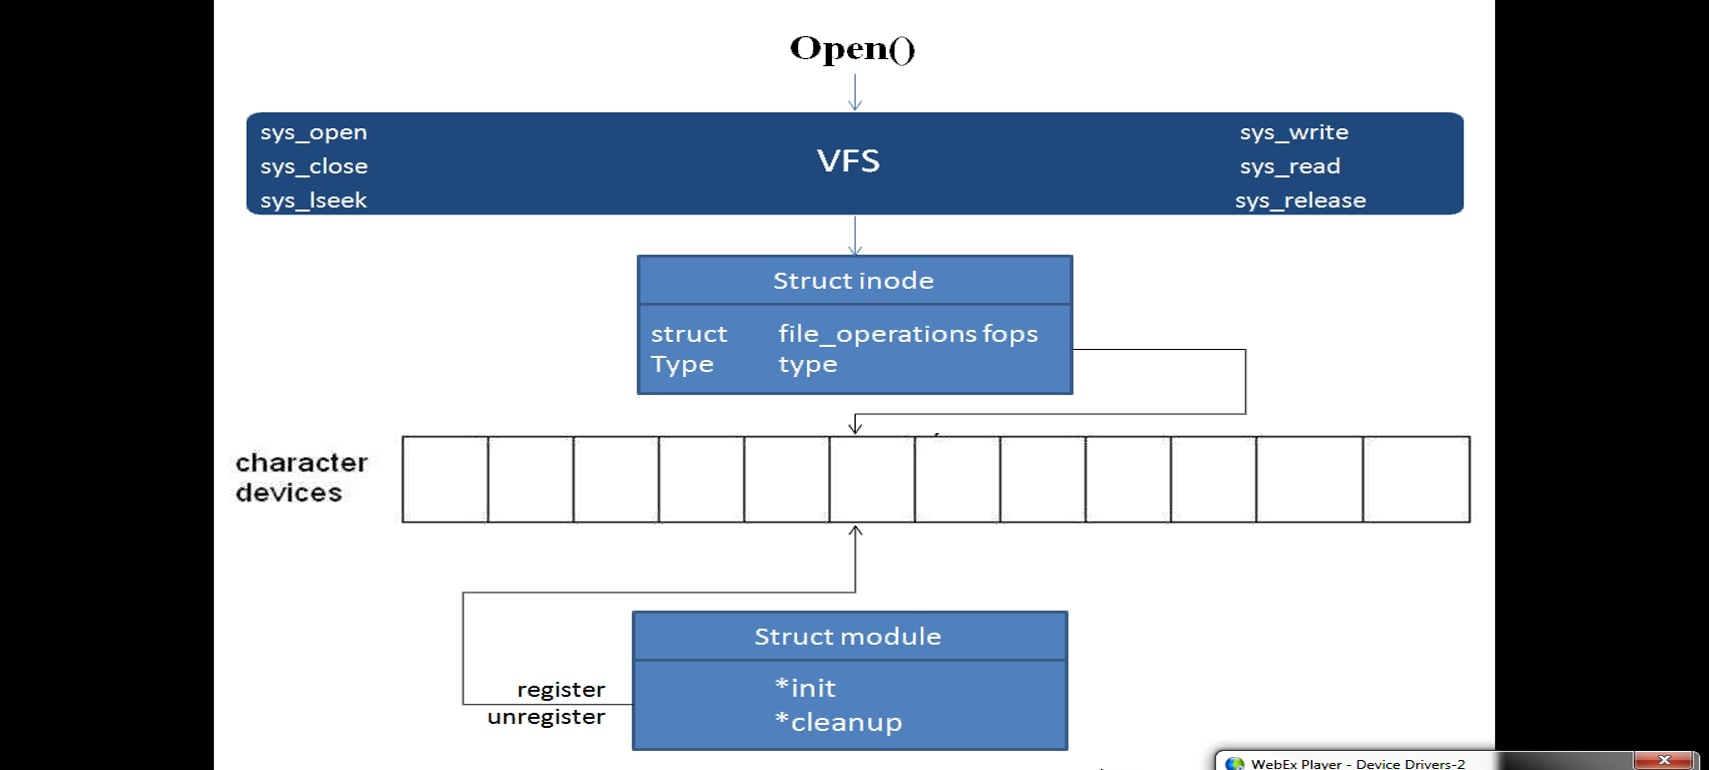 Open()
sys_open
sys_close
sys_lseek
VFS
sys_write
sys_read
sys_release
Struct inode
struct file_operations fops
Type type
character
devices
Struct module
*init
*cleanup
register
unregister
WebEx Player - Device Drivers-2